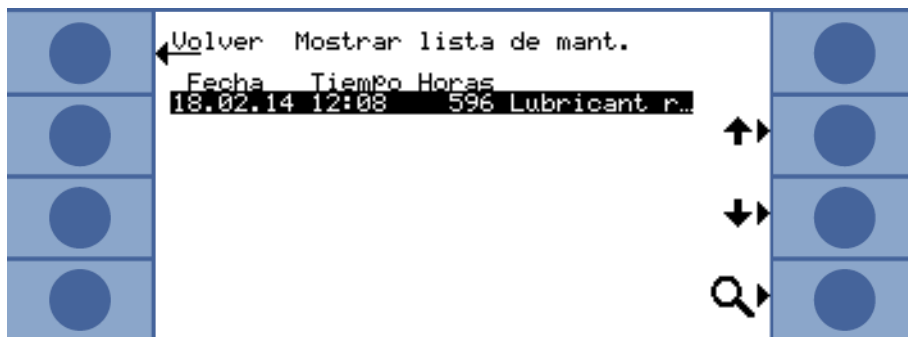 Volver Mostrar lista de mant.
Fecha Tiempo Horas
18.02.14 12:08 596 Lubricant r…